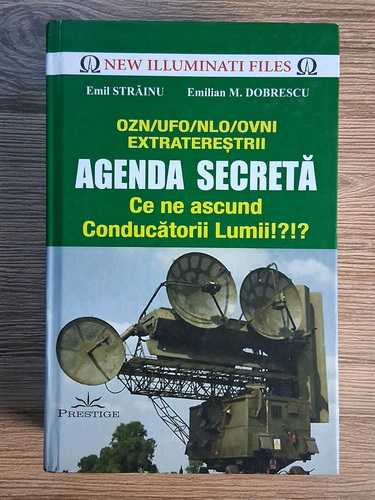 NEW ILLUMINATI FILES
Emil STRĂINU Emilian M. DOBRESCU
OZN/UFO/NLO/OVNI
EXTRATEREȘTRII
AGENDA SECRETĂ
Ce ne ascund
Conducătorii Lumii!?!?
PRESTIGE